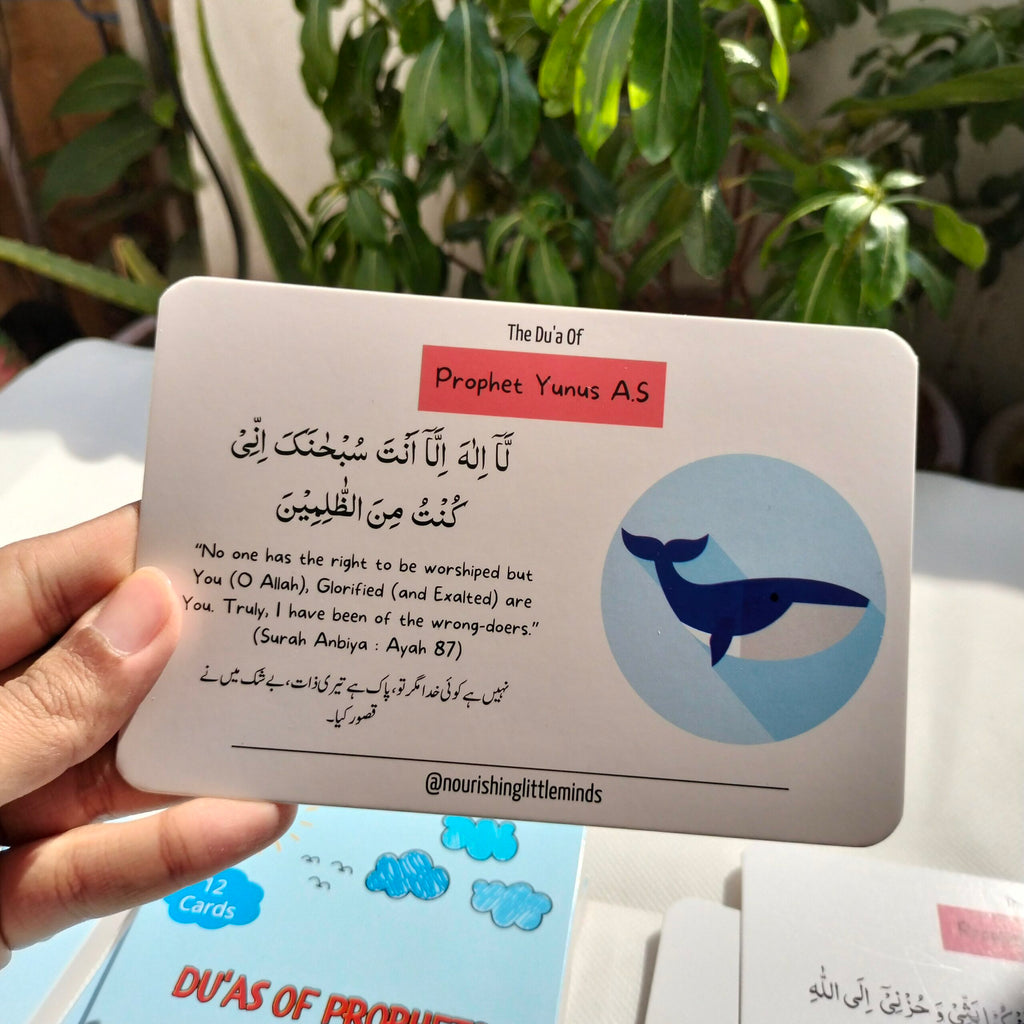 The Du'a Of
Prophet Yunus A.S
لَّآ اِلٰهَ اِلَّآ اَنْتَ سُبْحٰنَكَ اِنِّىْ
كُنْتُ مِنَ الظّٰلِمِيْنَ
“No one has the right to be worshiped but
You (O Allah), Glorified (and Exalted) are
You. Truly, I have been of the wrong-doers.”
(Surah Anbiya : Ayah 87)
نہیں ہے کوئی خدا مگر تو، پاک ہے تیری ذات، بے شک میں نے
قصور کیا۔
@nourishinglittleminds
12
Cards
DU'AS OF PROPHETS
بَثِّىْ وَ حُزْنِىْٓ اِلَى اللّٰهِ